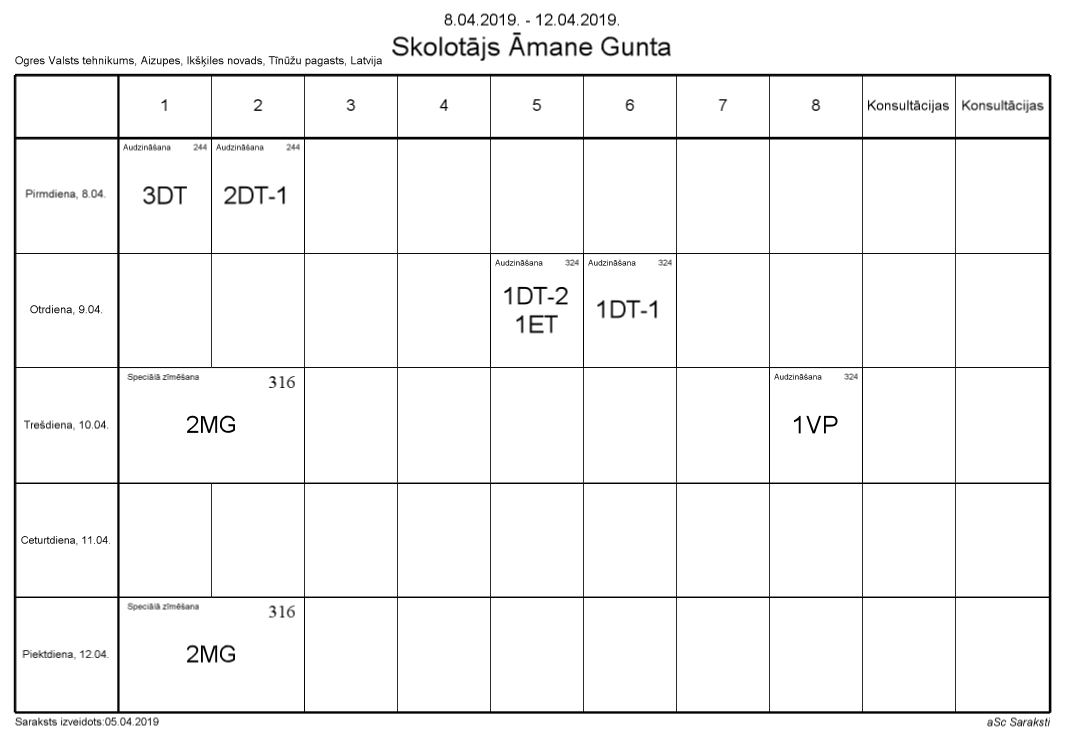 8.04.2019. - 12.04.2019.
Skolotājs Āmane Gunta
Ogres Valsts tehnikums, Aizupes, Ikšķiles novads, Tīnūžu pagasts, Latvija
1 2 3 4 5 6 7 8 Konsultācijas Konsultācijas
Pirmdiena, 8.04.
Audzināšana 244
3DT
Audzināšana 244
2DT-1
Otrdiena, 9.04.
Audzināšana 324
1DT-2
1ET
Audzināšana 324
1DT-1
Trešdiena, 10.04.
Speciālā zīmēšana 316
2MG
Audzināšana 324
1VP
Ceturtdiena, 11.04.
Piektdiena, 12.04.
Speciālā zīmēšana 316
2MG
Saraksts izveidots:05.04.2019
aSc Saraksti